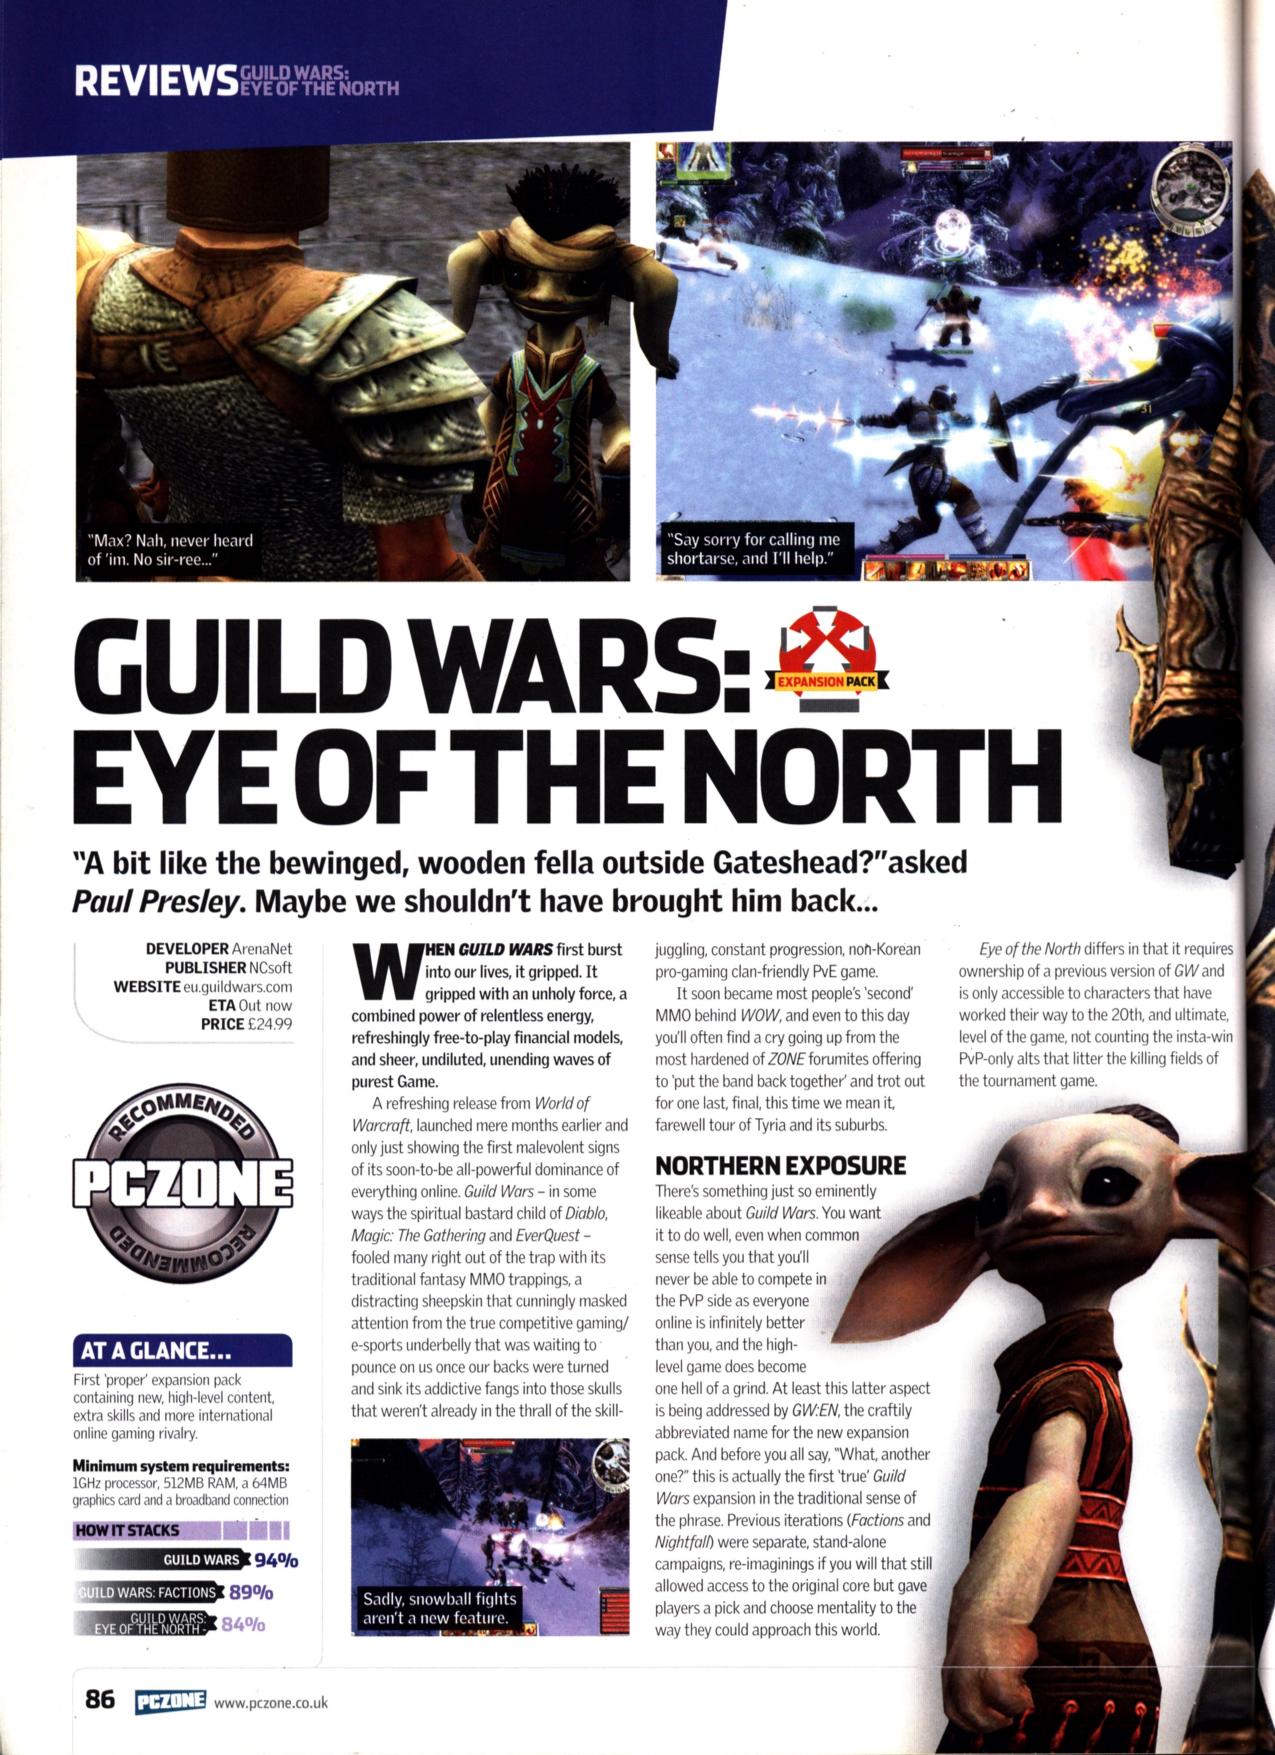 REVIEWS GUILD WARS:
EYE OF THE NORTH
"Max? Nah, never heard
of 'im. No sir-ree..."
"Say sorry for calling me
shortarse, and I'll help."
31
GUILD WARS:
EXPANSION PACK
EYE OF THE NORTH
"A bit like the bewinged, wooden fella outside Gateshead?"asked
Paul Presley. Maybe we shouldn't have brought him back...
DEVELOPER ArenaNet
PUBLISHER NCsoft
WEBSITE eu.guildwars.com
ETA Out now
PRICE £24.99
RECOMMENDED
PCZONE
RECOMMENDED
AT A GLANCE...
First 'proper' expansion pack
containing new, high-level content,
extra skills and more international
online gaming rivalry.
Minimum system requirements:
1GHz processor, 512MB RAM, a 64MB
graphics card and a broadband connection
HOW IT STACKS
GUILD WARS 94%
GUILD WARS: FACTIONS 89%
GUILD WARS:
EYE OF THE NORTH 84%
WHEN GUILD WARS first burst
into our lives, it gripped. It
gripped with an unholy force, a
combined power of relentless energy,
refreshingly free-to-play financial models,
and sheer, undiluted, unending waves of
purest Game.
A refreshing release from World of
Warcraft, launched mere months earlier and
only just showing the first malevolent signs
of its soon-to-be all-powerful dominance of
everything online. Guild Wars – in some
ways the spiritual bastard child of Diablo,
Magic: The Gathering and EverQuest –
fooled many right out of the trap with its
traditional fantasy MMO trappings, a
distracting sheepskin that cunningly masked
attention from the true competitive gaming/
e-sports underbelly that was waiting to
pounce on us once our backs were turned
and sink its addictive fangs into those skulls
that weren't already in the thrall of the skill-
Sadly, snowball fights
aren't a new feature.
juggling, constant progression, non-Korean
pro-gaming clan-friendly PvE game.
It soon became most people's 'second'
MMO behind WOW, and even to this day
you'll often find a cry going up from the
most hardened of ZONE forumites offering
to 'put the band back together' and trot out
for one last, final, this time we mean it,
farewell tour of Tyria and its suburbs.
NORTHERN EXPOSURE
There's something just so eminently
likeable about Guild Wars. You want
it to do well, even when common
sense tells you that you'll
never be able to compete in
the PvP side as everyone
online is infinitely better
than you, and the high-
level game does become
one hell of a grind. At least this latter aspect
is being addressed by GW:EN, the craftily
abbreviated name for the new expansion
pack. And before you all say, "What, another
one?" this is actually the first 'true' Guild
Wars expansion in the traditional sense of
the phrase. Previous iterations (Factions and
Nightfall) were separate, stand-alone
campaigns, re-imaginings if you will that still
allowed access to the original core but gave
players a pick and choose mentality to the
way they could approach this world.
Eye of the North differs in that it requires
ownership of a previous version of GW and
is only accessible to characters that have
worked their way to the 20th, and ultimate,
level of the game, not counting the insta-win
PvP-only alts that litter the killing fields of
the tournament game.
86 PCZONE www.pczone.co.uk